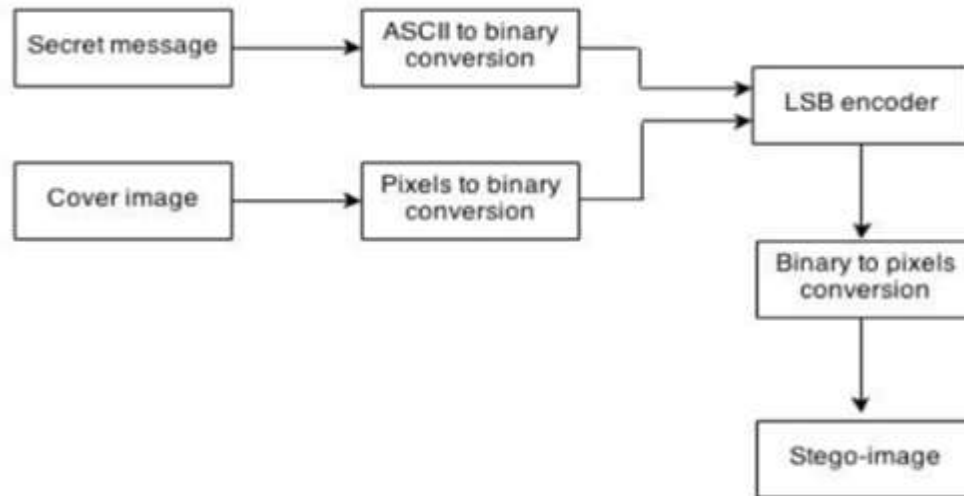 Secret message
ASCII to binary
conversion
LSB encoder
Cover image
Pixels to binary
conversion
Binary to pixels
conversion
Stego-image